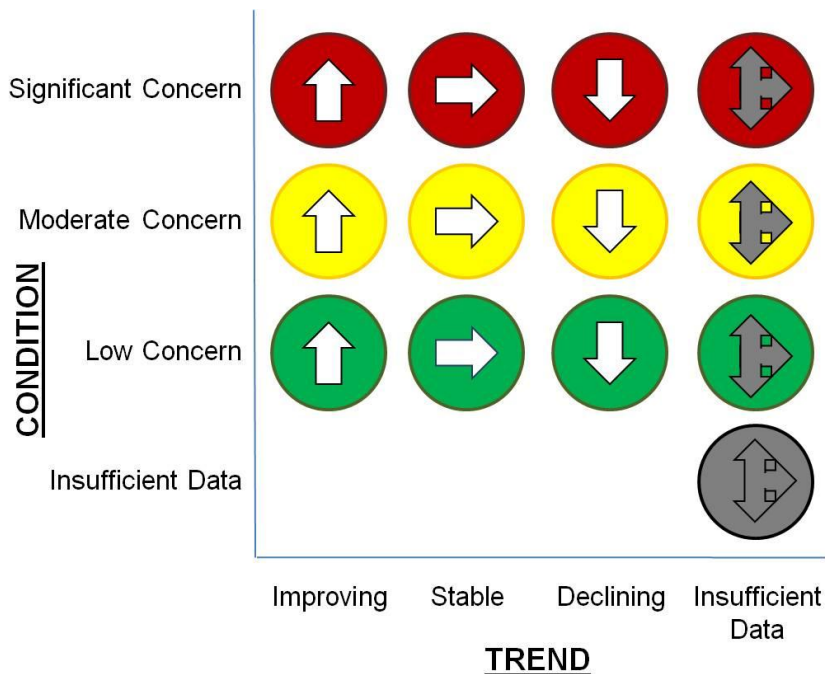 Significant Concern
Moderate Concern
CONDITION
Low Concern
Insufficient Data
Improving
Stable
Declining
Insufficient
Data
TREND